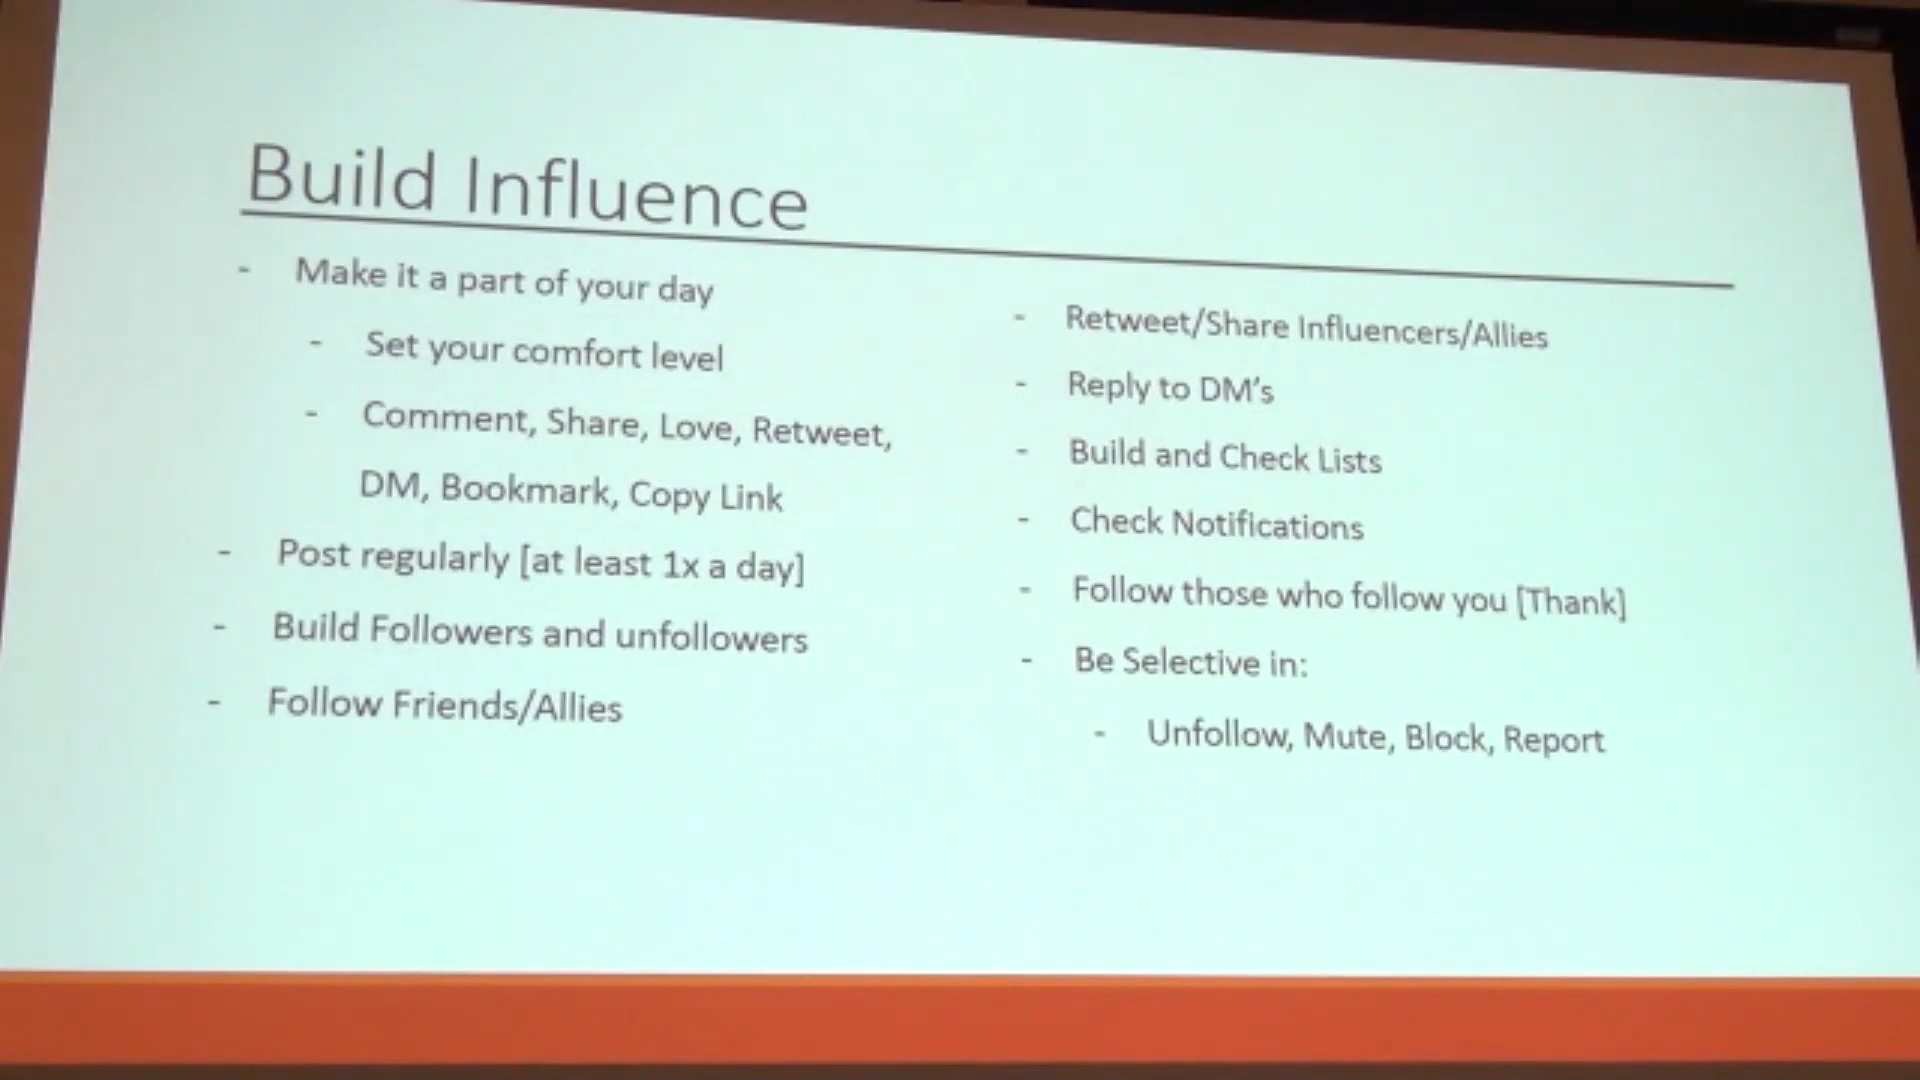 Build Influence
- Make it a part of your day
- Set your comfort level
- Comment, Share, Love, Retweet,
DM, Bookmark, Copy Link
- Post regularly [at least 1x a day]
- Build Followers and unfollowers
- Follow Friends/Allies
- Retweet/Share Influencers/Allies
- Reply to DM's
- Build and Check Lists
- Check Notifications
- Follow those who follow you [Thank]
- Be Selective in:
- Unfollow, Mute, Block, Report